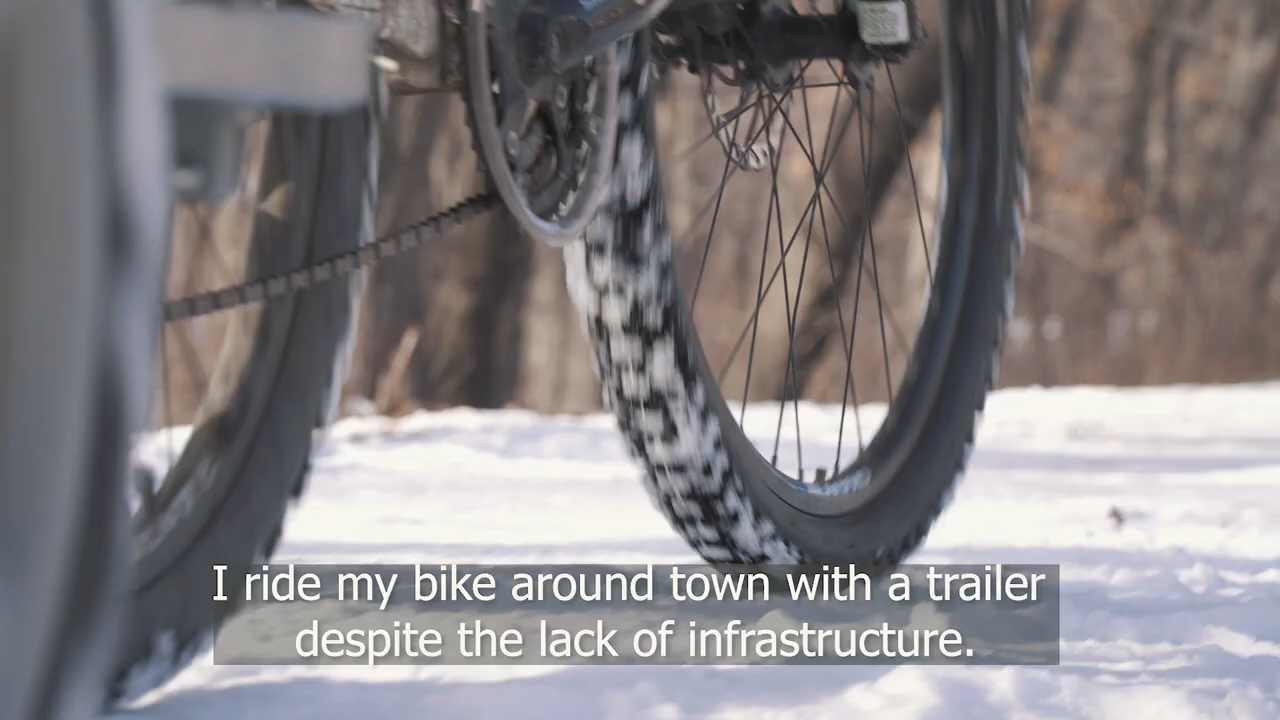 I ride my bike around town with a trailer
despite the lack of infrastructure.